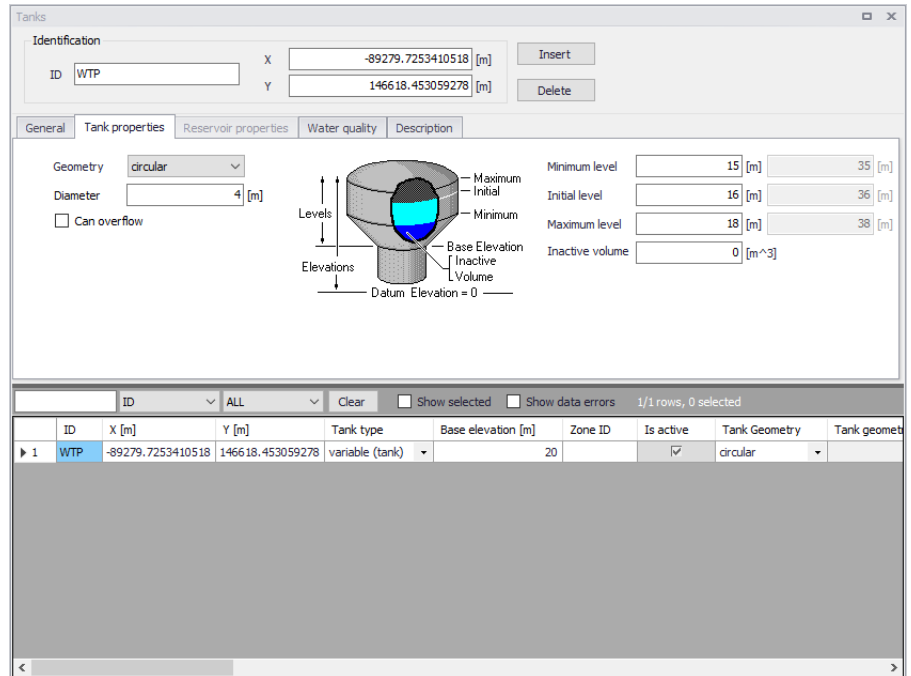 Tanks
Identification
ID WTP
X -89279.7253410518 [m]
Y 146618.453059278 [m]
Insert
Delete
General Tank properties Reservoir properties Water quality Description
Geometry circular
Diameter 4 [m]
Can overflow
Levels
Elevations
Maximum
Initial
Minimum
Base Elevation
Inactive
Volume
Datum Elevation = 0
Minimum level 15 [m] 35 [m]
Initial level 16 [m] 36 [m]
Maximum level 18 [m] 38 [m]
Inactive volume 0 [m^3]
ID ALL Clear Show selected Show data errors 1/1 rows, 0 selected
ID X [m] Y [m] Tank type Base elevation [m] Zone ID Is active Tank Geometry Tank geomet
1 WTP -89279.7253410518 146618.453059278 variable (tank) 20 circular